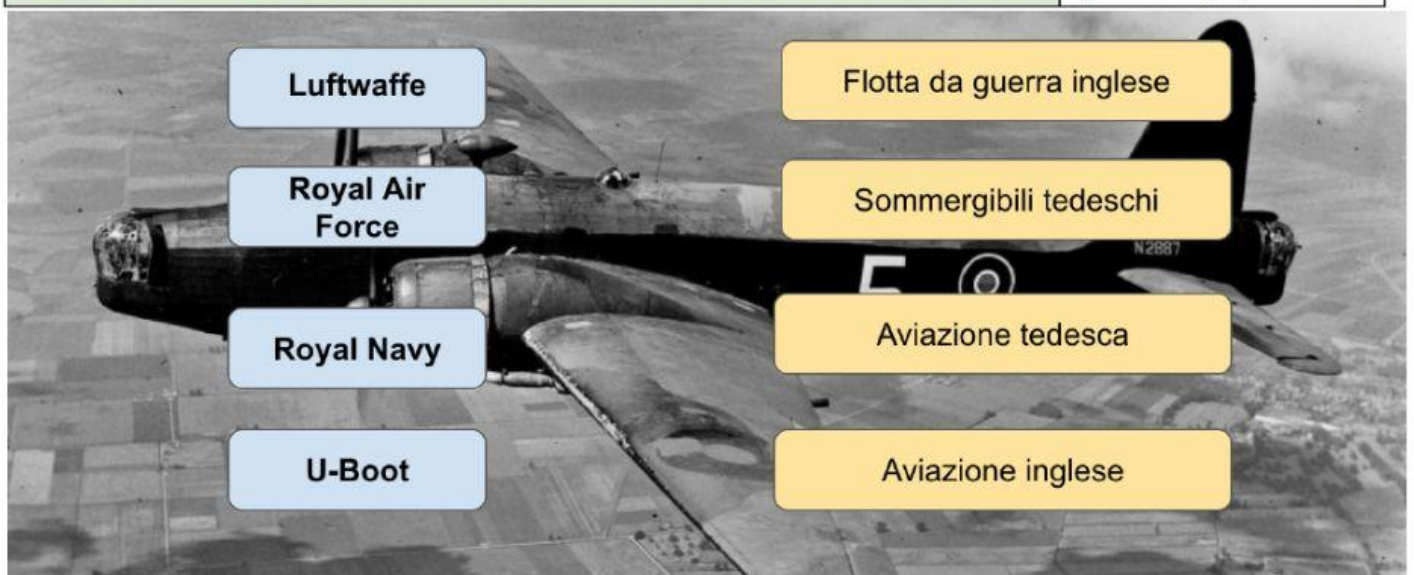 Luftwaffe
Flotta da guerra inglese
Royal Air
Force
Sommergibili tedeschi
N2887
F
Royal Navy
Aviazione tedesca
U-Boot
Aviazione inglese